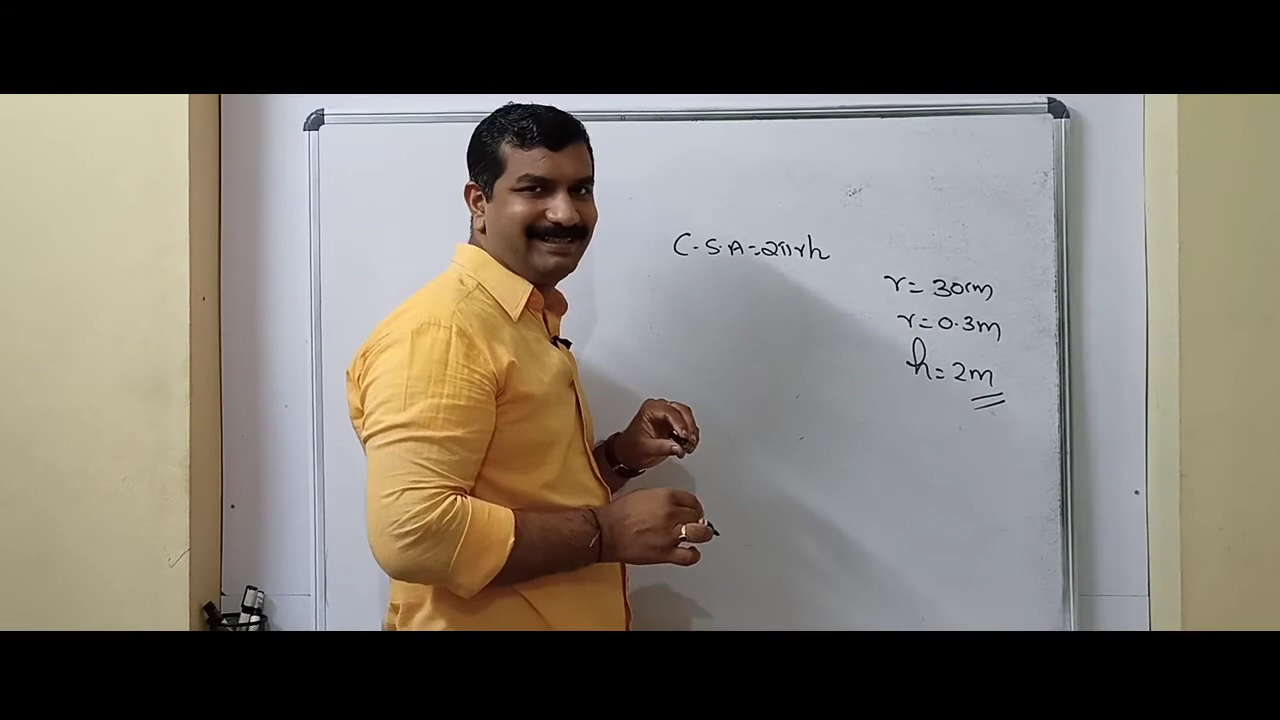 C.S.A = 2πrh
r = 30cm
r = 0.3m
h = 2m